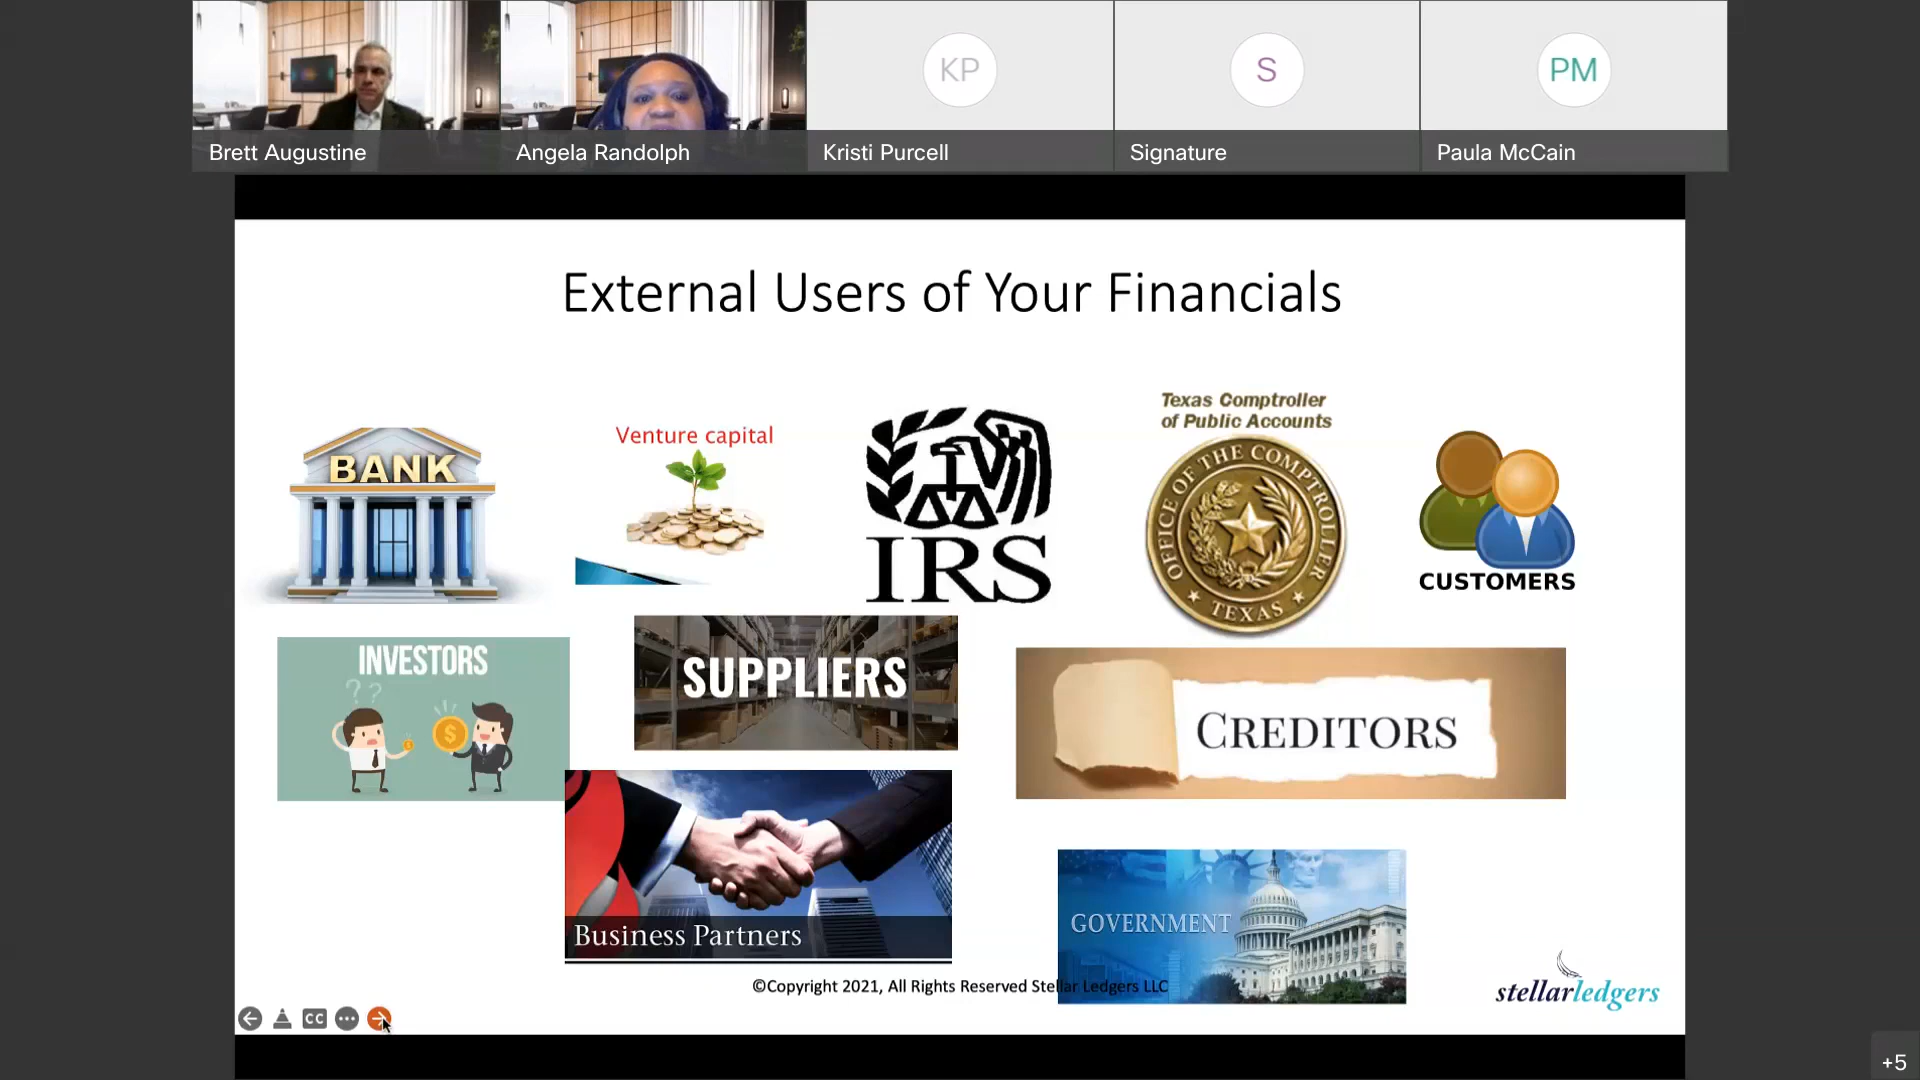 KP
S
PM
Brett Augustine
Angela Randolph
Kristi Purcell
Signature
Paula McCain
External Users of Your Financials
BANK
Venture capital
IRS
Texas Comptroller
of Public Accounts
OFFICE OF THE COMPTROLLER
TEXAS
CUSTOMERS
INVESTORS
??
$
$
SUPPLIERS
CREDITORS
Business Partners
GOVERNMENT
©Copyright 2021, All Rights Reserved Stellar Ledgers LLC
stellarledgers
CC
+5